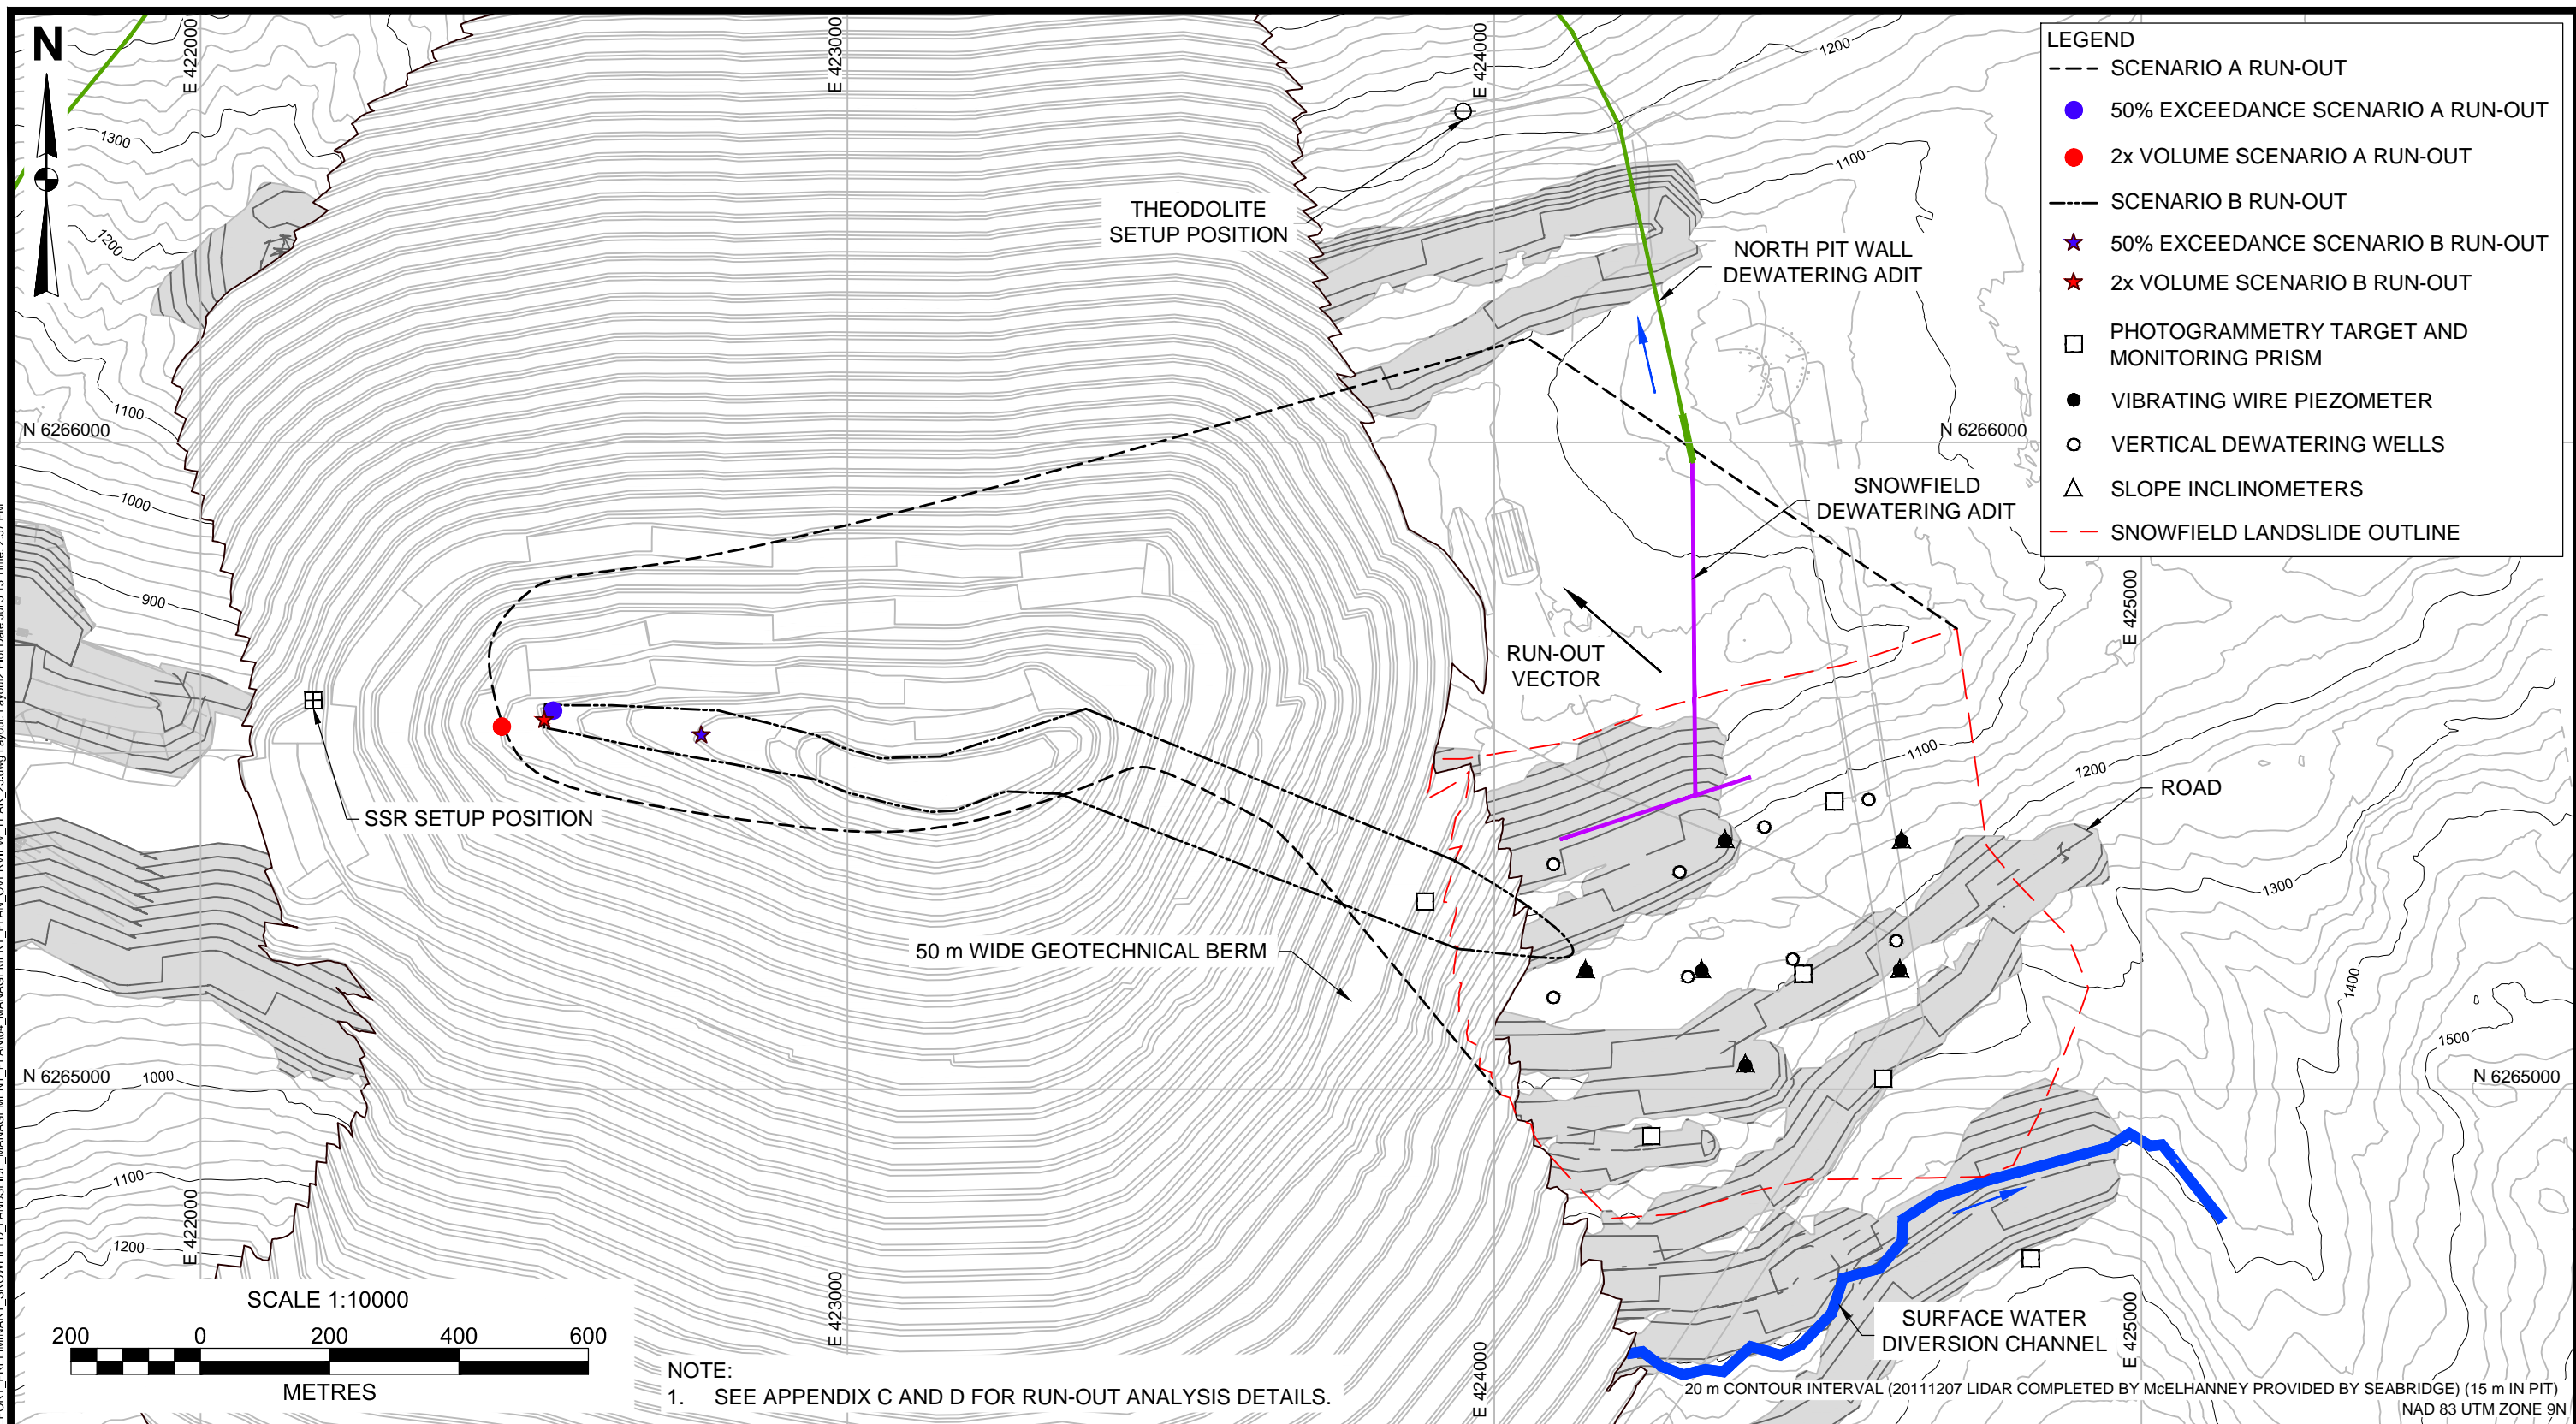 N
E 422000
E 423000
E 424000
1200
1300
1200
1100
1100
THEODOLITE
SETUP POSITION
NORTH PIT WALL
DEWATERING ADIT
LEGEND
SCENARIO A RUN-OUT
50% EXCEEDANCE SCENARIO A RUN-OUT
2x VOLUME SCENARIO A RUN-OUT
SCENARIO B RUN-OUT
50% EXCEEDANCE SCENARIO B RUN-OUT
2x VOLUME SCENARIO B RUN-OUT
PHOTOGRAMMETRY TARGET AND
MONITORING PRISM
VIBRATING WIRE PIEZOMETER
VERTICAL DEWATERING WELLS
SLOPE INCLINOMETERS
SNOWFIELD LANDSLIDE OUTLINE
N 6266000
N 6266000
1000
900
SNOWFIELD
DEWATERING ADIT
E 425000
RUN-OUT
VECTOR
1100
1200
ROAD
SSR SETUP POSITION
1300
50 m WIDE GEOTECHNICAL BERM
1400
1500
N 6265000
N 6265000
1000
1100
E 422000
1200
SCALE 1:10000
200 0 200 400 600
METRES
E 423000
E 424000
E 425000
SURFACE WATER
DIVERSION CHANNEL
NOTE:
1. SEE APPENDIX C AND D FOR RUN-OUT ANALYSIS DETAILS.
20 m CONTOUR INTERVAL (20111207 LIDAR COMPLETED BY McELHANNEY PROVIDED BY SEABRIDGE) (15 m IN PIT)
NAD 83 UTM ZONE 9N